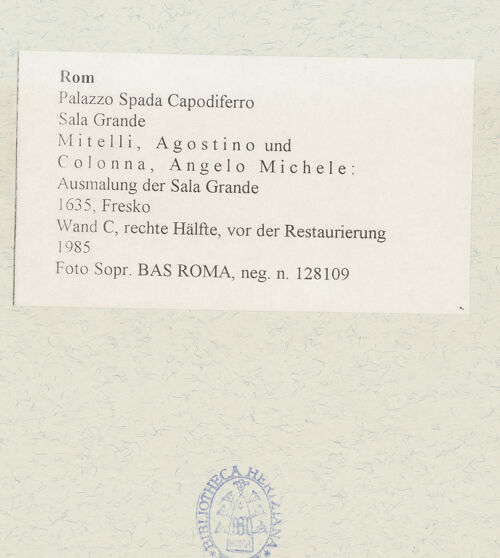 Rom
Palazzo Spada Capodiferro
Sala Grande
Mitelli, Agostino und
Colonna, Angelo Michele:
Ausmalung der Sala Grande
1635, Fresko
Wand C, rechte Hälfte, vor der Restaurierung
1985
Foto Sopr. BAS ROMA, neg. n. 128109
BIBLIOTHECA HERTZIANA
ROMA